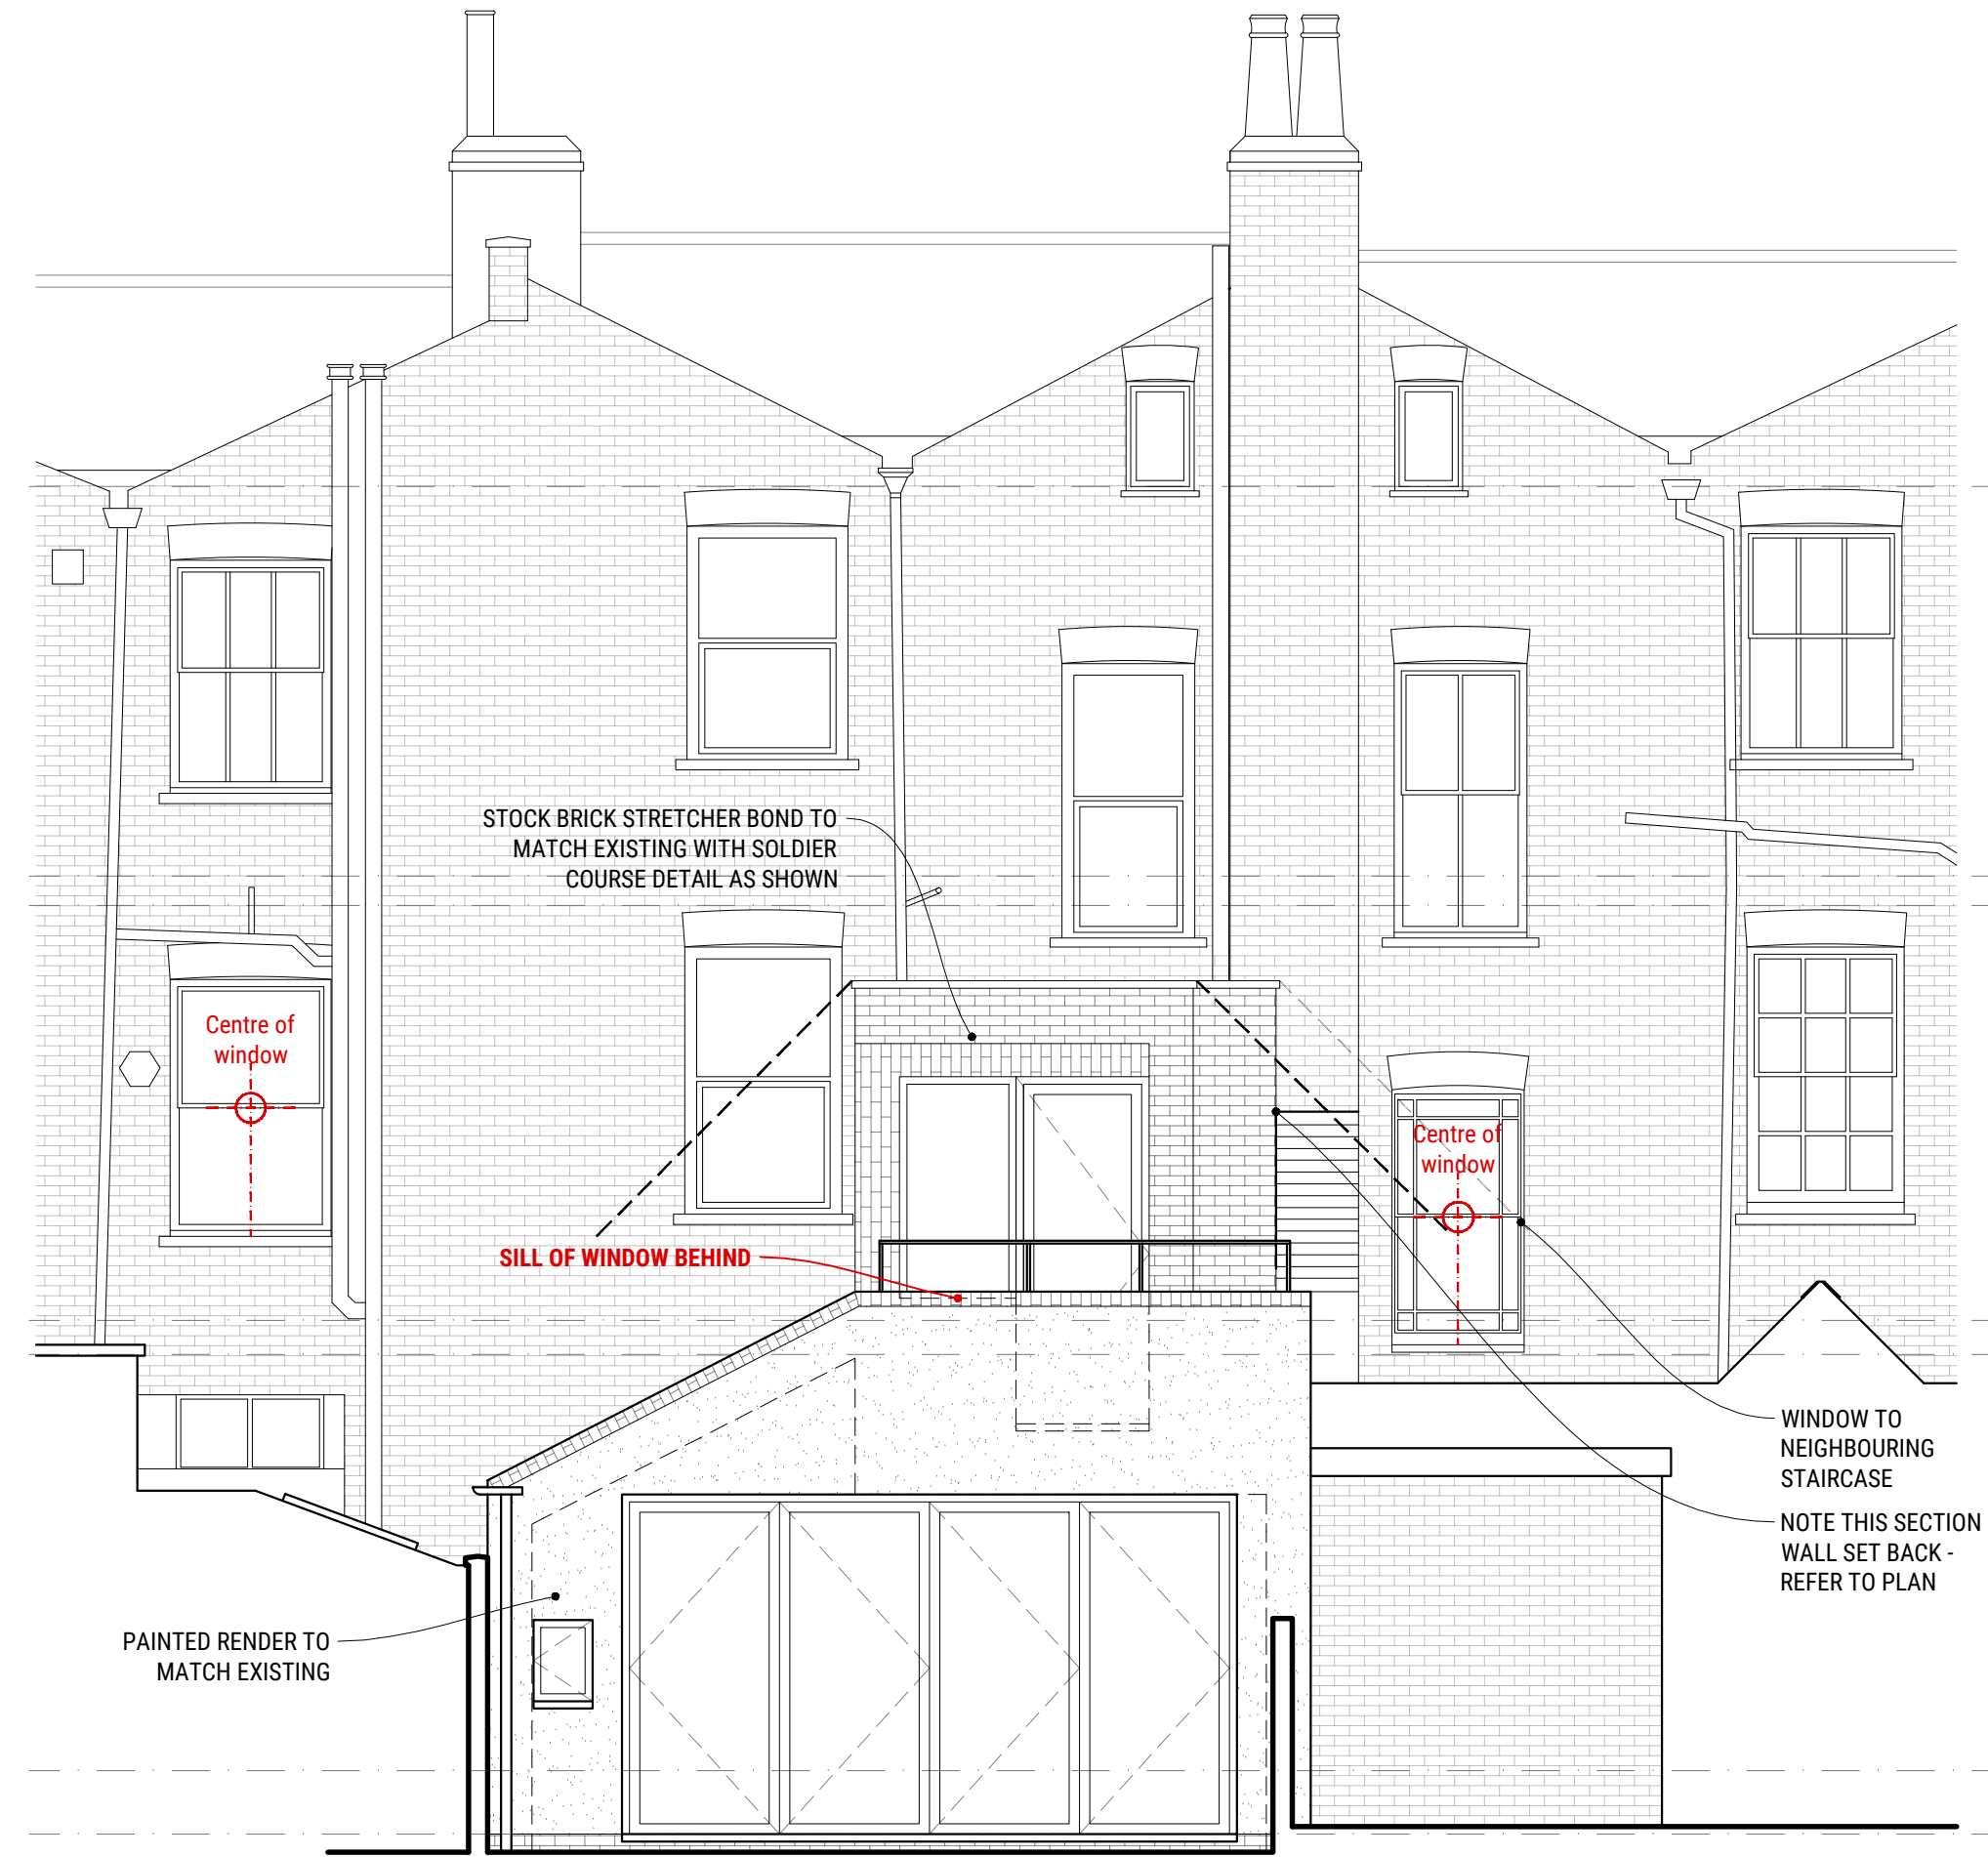 STOCK BRICK STRETCHER BOND TO
MATCH EXISTING WITH SOLDIER
COURSE DETAIL AS SHOWN
Centre of
window
Centre of
window
SILL OF WINDOW BEHIND
WINDOW TO
NEIGHBOURING
STAIRCASE
NOTE THIS SECTION
WALL SET BACK -
REFER TO PLAN
PAINTED RENDER TO
MATCH EXISTING